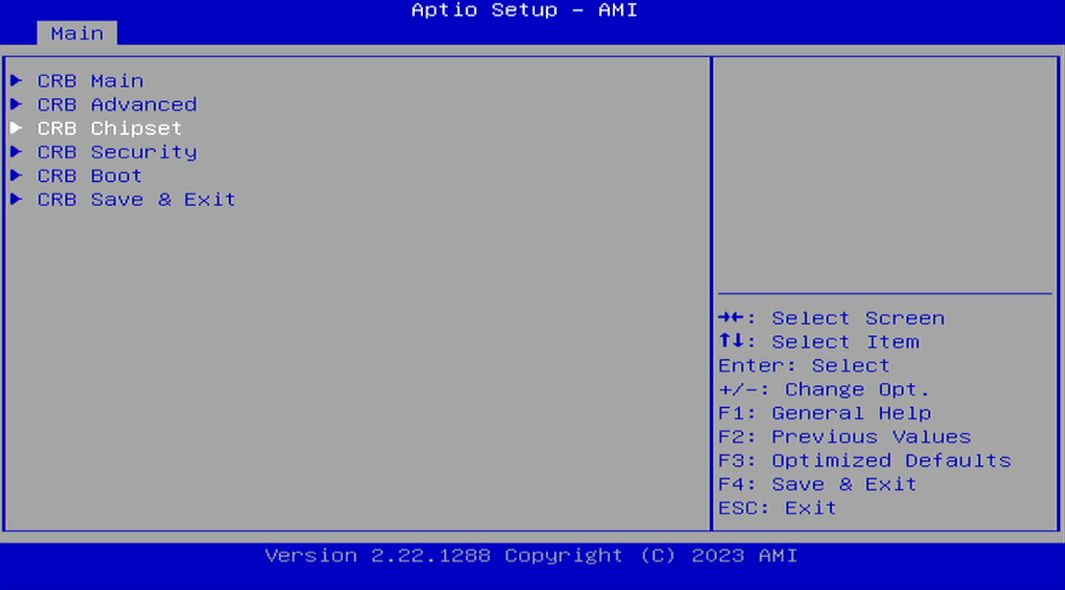 Aptio Setup – AMI
Main
▶ CRB Main
▶ CRB Advanced
▶ CRB Chipset
▶ CRB Security
▶ CRB Boot
▶ CRB Save & Exit
→←: Select Screen
↑↓: Select Item
Enter: Select
+/-: Change Opt.
F1: General Help
F2: Previous Values
F3: Optimized Defaults
F4: Save & Exit
ESC: Exit
Version 2.22.1288 Copyright (C) 2023 AMI